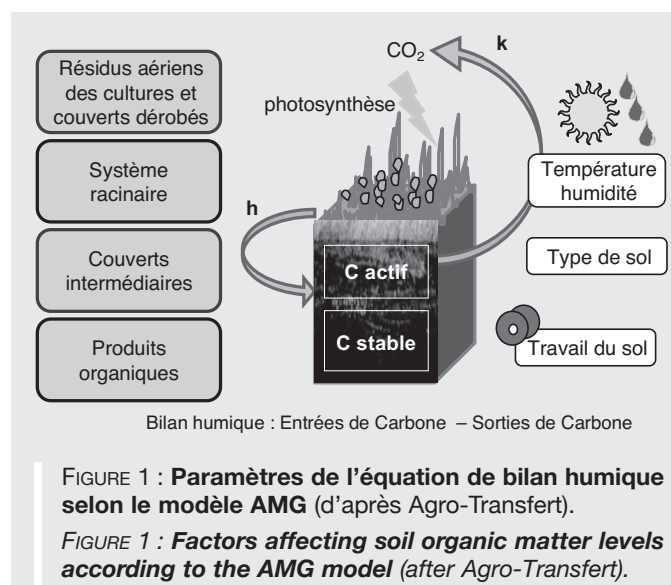 Résidus aériens
des cultures et
couverts dérobés
Système
racinaire
Couverts
intermédiaires
Produits
organiques
CO₂
k
photosynthèse
h
C actif
C stable
Température
humidité
Type de sol
Travail du sol
Bilan humique : Entrées de Carbone – Sorties de Carbone
FIGURE 1 : Paramètres de l'équation de bilan humique
selon le modèle AMG (d'après Agro-Transfert).
FIGURE 1 : Factors affecting soil organic matter levels
according to the AMG model (after Agro-Transfert).